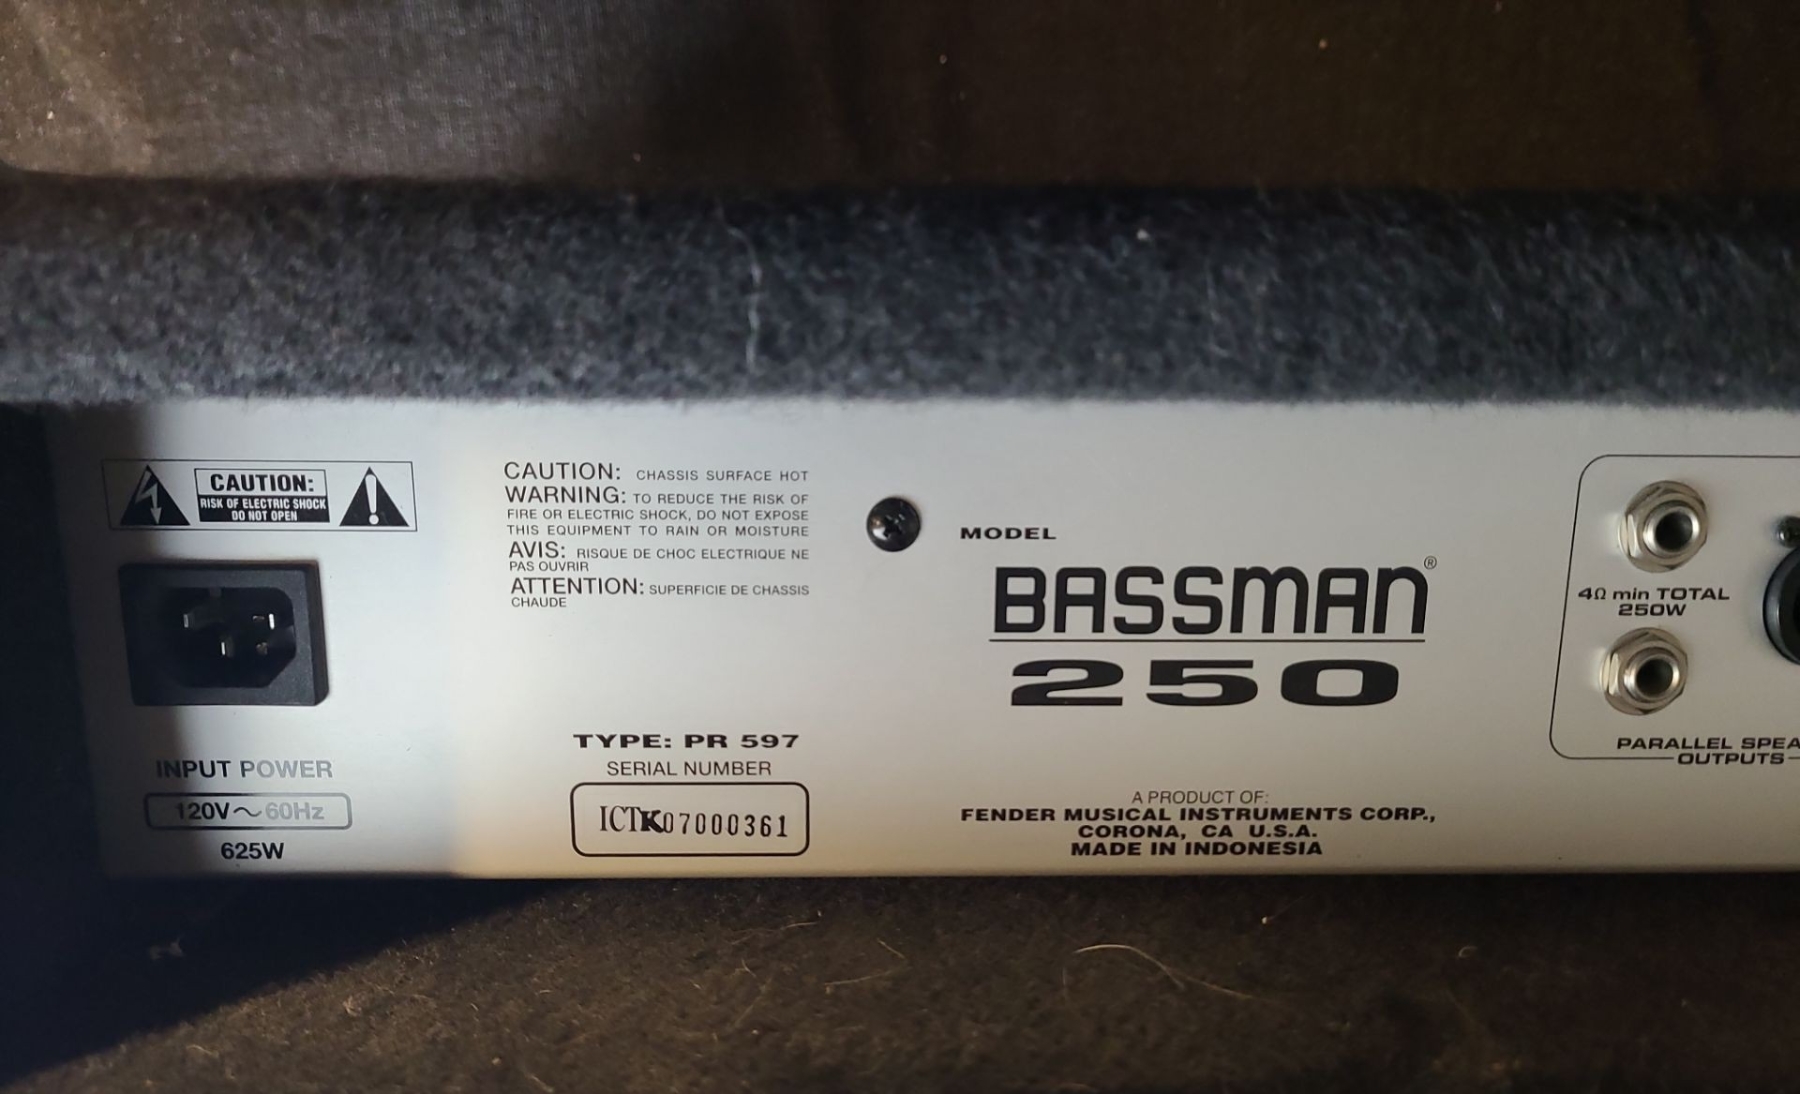 CAUTION:
RISK OF ELECTRIC SHOCK
DO NOT OPEN
INPUT POWER
120V~60Hz
625W
CAUTION: CHASSIS SURFACE HOT
WARNING: TO REDUCE THE RISK OF
FIRE OR ELECTRIC SHOCK, DO NOT EXPOSE
THIS EQUIPMENT TO RAIN OR MOISTURE
AVIS: RISQUE DE CHOC ELECTRIQUE NE
PAS OUVRIR
ATTENTION: SUPERFICIE DE CHASSIS
CHAUDE
TYPE: PR 597
SERIAL NUMBER
ICTK07000361
MODEL
BASSMAN®
250
A PRODUCT OF:
FENDER MUSICAL INSTRUMENTS CORP.,
CORONA, CA U.S.A.
MADE IN INDONESIA
4Ω min TOTAL
250W
PARALLEL SPEA
OUTPUTS